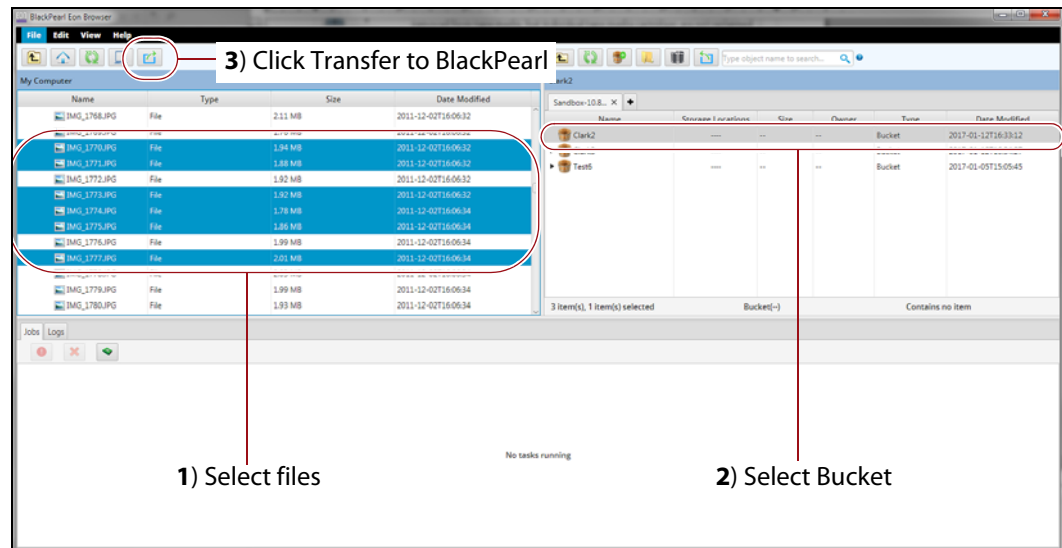 BlackPearl Eon Browser
File Edit View Help
3) Click Transfer to BlackPearl
Type object name to search...
My Computer
Name Type Size Date Modified
IMG_1768.JPG File 2.11 MB 2011-12-02T16:06:32
IMG_1770.JPG File 1.94 MB 2011-12-02T16:06:32
IMG_1771.JPG File 1.88 MB 2011-12-02T16:06:32
IMG_1772.JPG File 1.92 MB 2011-12-02T16:06:32
IMG_1773.JPG File 1.92 MB 2011-12-02T16:06:32
IMG_1774.JPG File 1.78 MB 2011-12-02T16:06:34
IMG_1775.JPG File 1.86 MB 2011-12-02T16:06:34
IMG_1776.JPG File 1.99 MB 2011-12-02T16:06:34
IMG_1777.JPG File 2.01 MB 2011-12-02T16:06:34
IMG_1779.JPG File 1.99 MB 2011-12-02T16:06:34
IMG_1780.JPG File 1.93 MB 2011-12-02T16:06:34
Sandbox-10.8...
Name Storage Locations Size Owner Type Date Modified
Clark2 ---- -- -- Bucket 2017-01-12T16:33:12
Test6 ---- -- -- Bucket 2017-01-05T15:05:45
3 item(s), 1 item(s) selected Bucket(--) Contains no item
Jobs Logs
No tasks running
1) Select files
2) Select Bucket